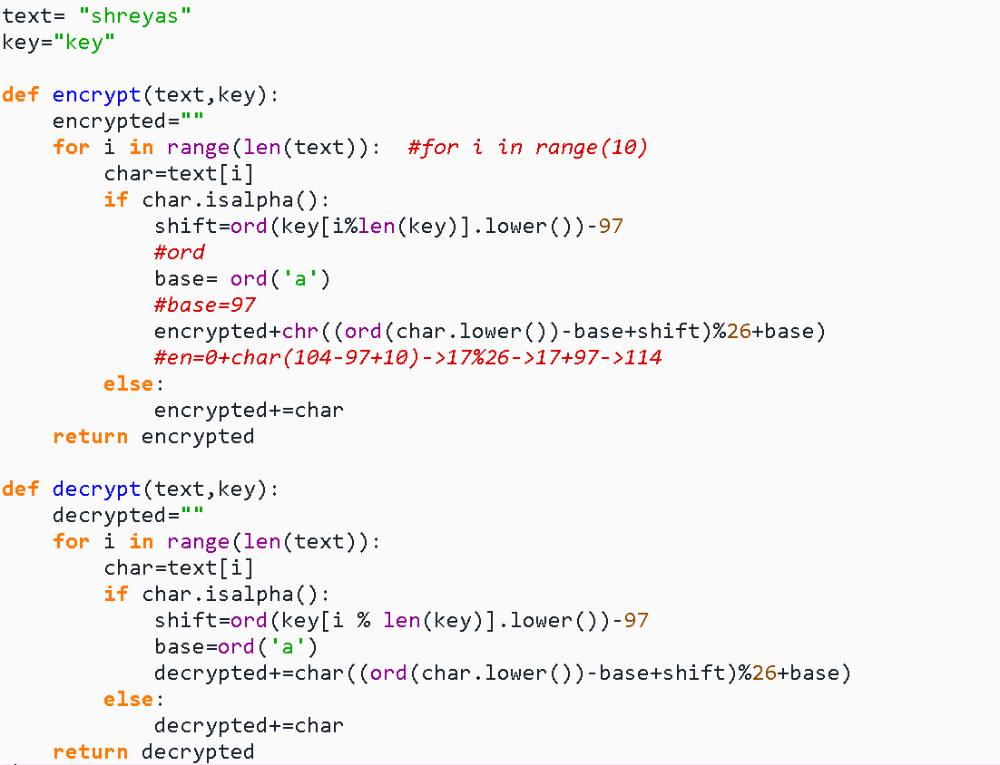 text= "shreyas"
key="key"

def encrypt(text,key):
    encrypted=""
    for i in range(len(text)):  #for i in range(10)
        char=text[i]
        if char.isalpha():
            shift=ord(key[i%len(key)].lower())-97
            #ord
            base= ord('a')
            #base=97
            encrypted+chr((ord(char.lower())-base+shift)%26+base)
            #en=0+char(104-97+10)->17%26->17+97->114
        else:
            encrypted+=char
    return encrypted

def decrypt(text,key):
    decrypted=""
    for i in range(len(text)):
        char=text[i]
        if char.isalpha():
            shift=ord(key[i % len(key)].lower())-97
            base=ord('a')
            decrypted+=char((ord(char.lower())-base+shift)%26+base)
        else:
            decrypted+=char
    return decrypted